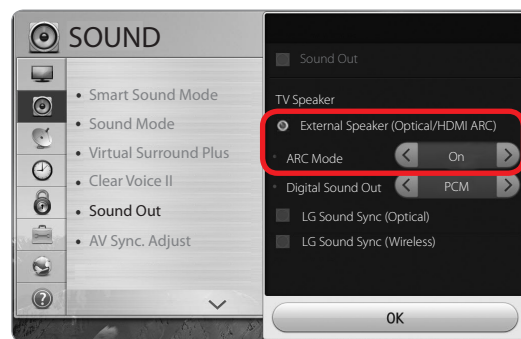 SOUND
Smart Sound Mode
Sound Mode
Virtual Surround Plus
Clear Voice II
Sound Out
AV Sync. Adjust
?
Sound Out
TV Speaker
External Speaker (Optical/HDMI ARC)
ARC Mode < On >
Digital Sound Out < PCM >
LG Sound Sync (Optical)
LG Sound Sync (Wireless)
OK